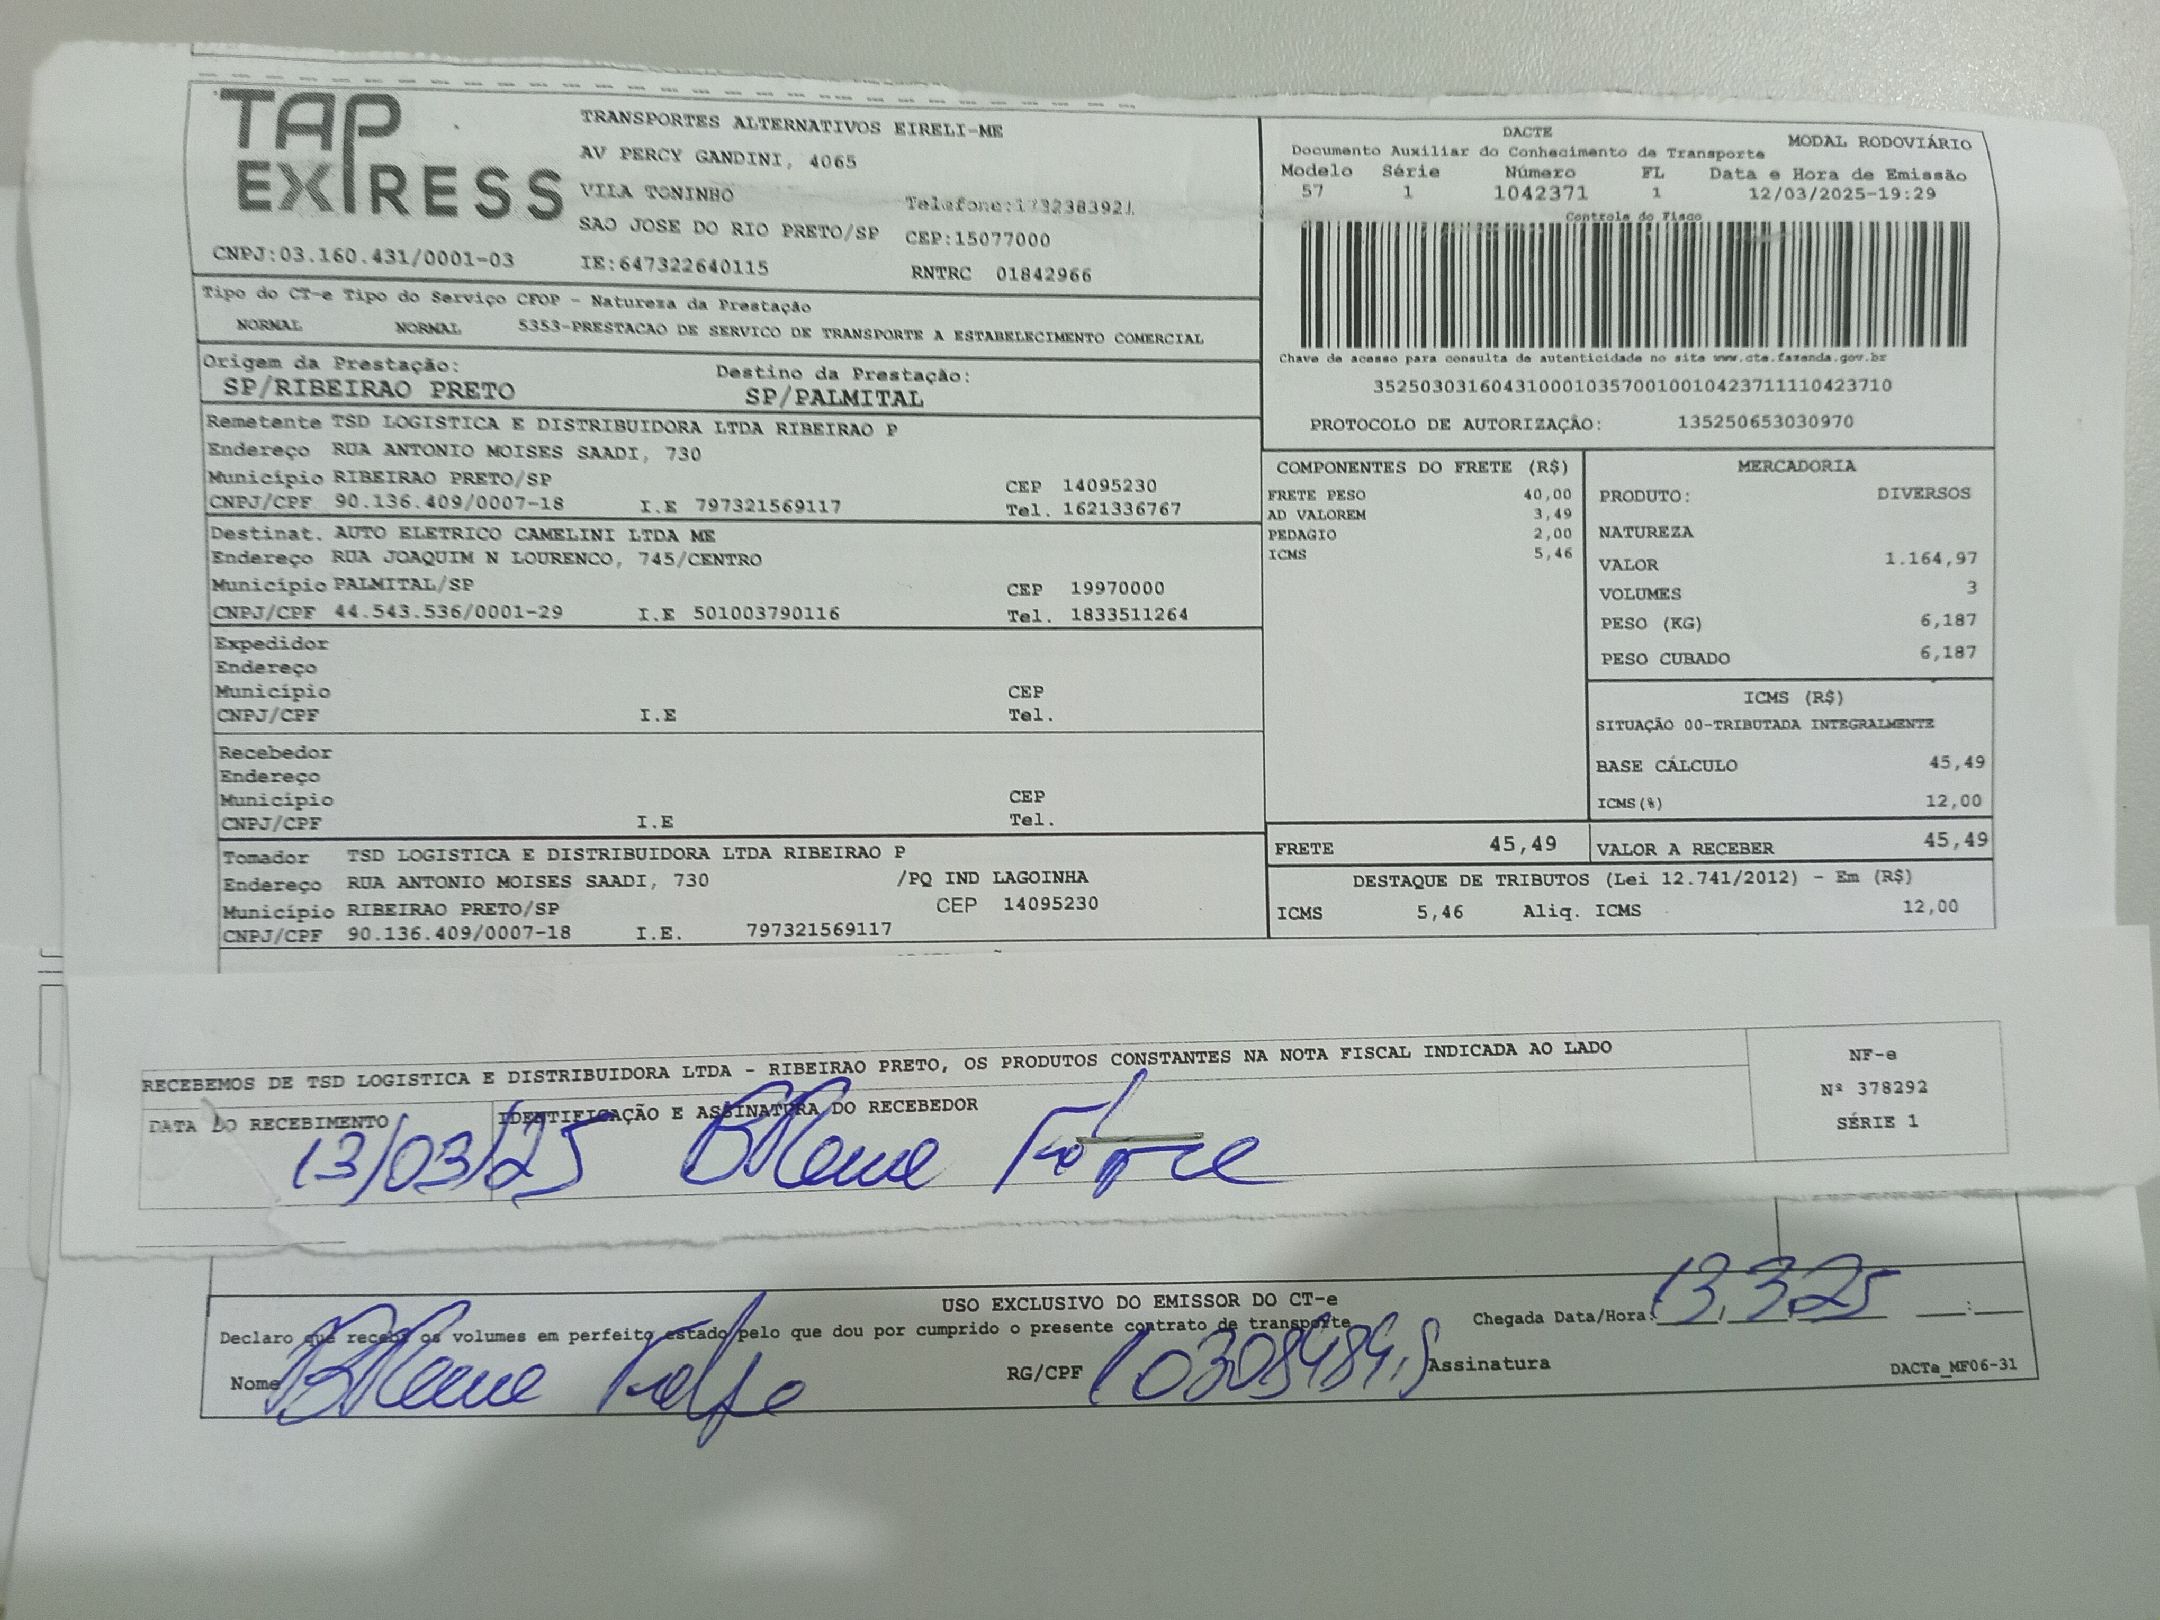 TAP EXPRESS
TRANSPORTES ALTERNATIVOS EIRELI-ME
AV PERCY GANDINI, 4065
VILA TONINHO
SAO JOSE DO RIO PRETO/SP CEP:15077000
CNPJ:03.160.431/0001-03 IE:647322640115 RNTRC 01842966
DACTE MODAL RODOVIÁRIO
Documento Auxiliar do Conhecimento de Transporte
Modelo Série Número FL Data e Hora de Emissão
57 1 1042371 1 12/03/2025-19:29
Controle do Fisco
Chave de acesso para consulta de autenticidade no site www.cte.fazenda.gov.br
35250303160431000103570010010423711110423710
PROTOCOLO DE AUTORIZAÇÃO: 135250653030970
Tipo do CT-e Tipo do Serviço CFOP - Natureza da Prestação
NORMAL NORMAL 5353-PRESTACAO DE SERVICO DE TRANSPORTE A ESTABELECIMENTO COMERCIAL
Origem da Prestação: Destino da Prestação:
SP/RIBEIRAO PRETO SP/PALMITAL
Remetente TSD LOGISTICA E DISTRIBUIDORA LTDA RIBEIRAO P
Endereço RUA ANTONIO MOISES SAADI, 730
Município RIBEIRAO PRETO/SP CEP 14095230
CNPJ/CPF 90.136.409/0007-18 I.E 797321569117 Tel. 1621336767
Destinat. AUTO ELETRICO CAMELINI LTDA ME
Endereço RUA JOAQUIM N LOURENCO, 745/CENTRO
Município PALMITAL/SP CEP 19970000
CNPJ/CPF 44.543.536/0001-29 I.E 501003790116 Tel. 1833511264
Expedidor
Endereço
Município CEP
CNPJ/CPF I.E Tel.
Recebedor
Endereço
Município CEP
CNPJ/CPF I.E Tel.
Tomador TSD LOGISTICA E DISTRIBUIDORA LTDA RIBEIRAO P
Endereço RUA ANTONIO MOISES SAADI, 730 /PQ IND LAGOINHA
Município RIBEIRAO PRETO/SP CEP 14095230
CNPJ/CPF 90.136.409/0007-18 I.E. 797321569117
COMPONENTES DO FRETE (R$)
FRETE PESO 40,00
AD VALOREM 3,49
PEDAGIO 2,00
ICMS 5,46
MERCADORIA
PRODUTO: DIVERSOS
NATUREZA
VALOR 1.164,97
VOLUMES 3
PESO (KG) 6,187
PESO CUBADO 6,187
ICMS (R$)
SITUAÇÃO 00-TRIBUTADA INTEGRALMENTE
BASE CÁLCULO 45,49
ICMS(%) 12,00
FRETE 45,49 VALOR A RECEBER 45,49
DESTAQUE DE TRIBUTOS (Lei 12.741/2012) - Em (R$)
ICMS 5,46 Aliq. ICMS 12,00
RECEBEMOS DE TSD LOGISTICA E DISTRIBUIDORA LTDA - RIBEIRAO PRETO, OS PRODUTOS CONSTANTES NA NOTA FISCAL INDICADA AO LADO
DATA DO RECEBIMENTO IDENTIFICAÇÃO E ASSINATURA DO RECEBEDOR
13/03/25
NF-e
Nº 378292
SÉRIE 1
USO EXCLUSIVO DO EMISSOR DO CT-e
Declaro que recebi os volumes em perfeito estado pelo que dou por cumprido o presente contrato de transporte
Chegada Data/Hora: 13,3,25 :
Nome RG/CPF Assinatura
DACTe_MF06-31